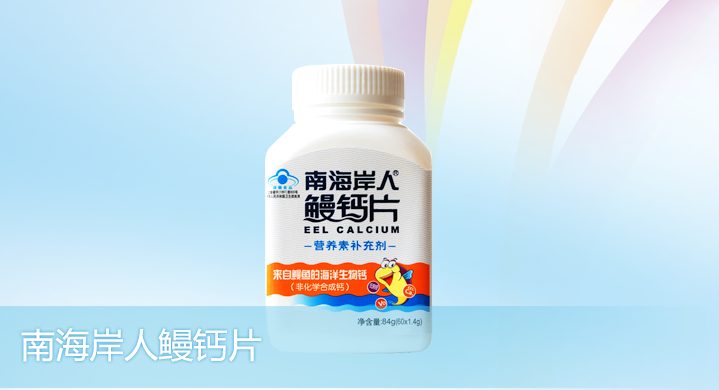 南海岸人®
鳗钙片
EEL CALCIUM
营养素补充剂
来自鳗鱼的海洋生物钙
(非化学合成钙)
净含量:84g(60x1.4g)
南海岸人鳗钙片